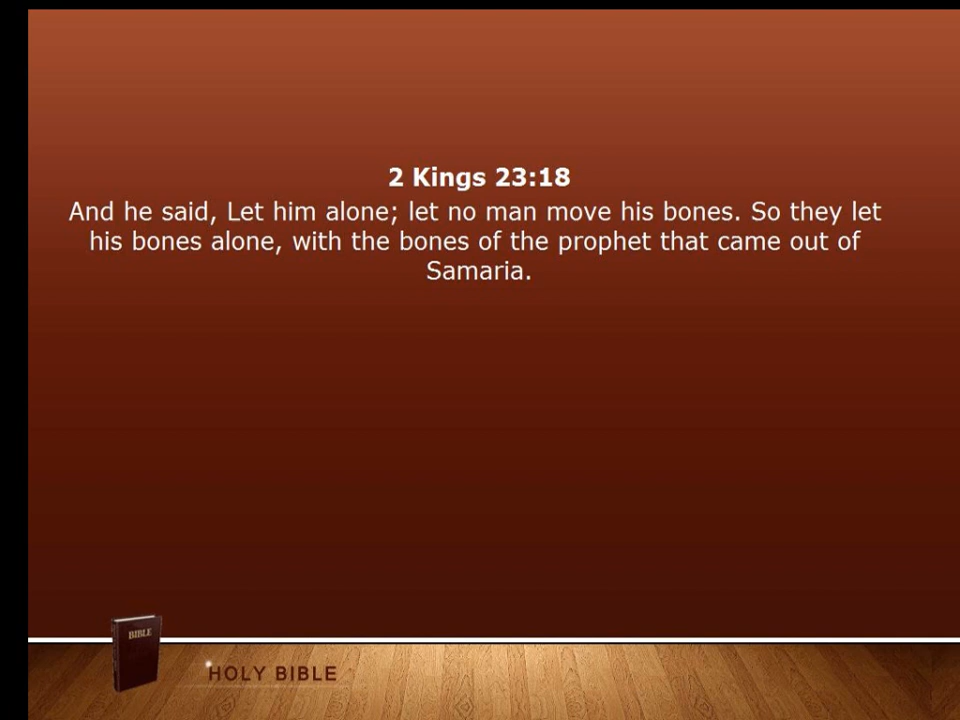 2 Kings 23:18
And he said, Let him alone; let no man move his bones. So they let
his bones alone, with the bones of the prophet that came out of
Samaria.
BIBLE
HOLY BIBLE